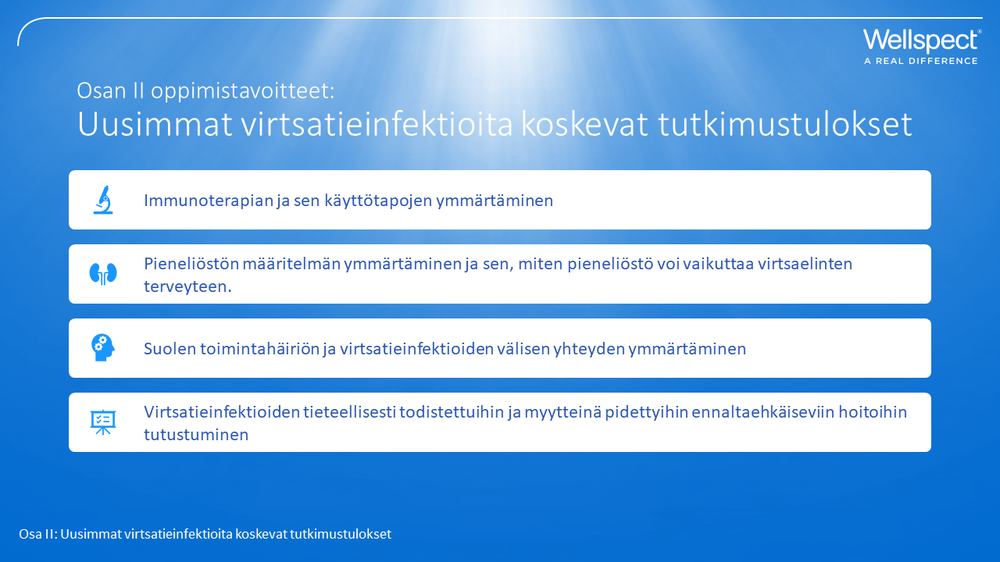 Wellspect®
A REAL DIFFERENCE
Osan II oppimistavoitteet:
Uusimmat virtsatieinfektioita koskevat tutkimustulokset
Immunoterapian ja sen käyttötapojen ymmärtäminen
Pieneliöstön määritelmän ymmärtäminen ja sen, miten pieneliöstö voi vaikuttaa virtsaelinten
terveyteen.
Suolen toimintahäiriön ja virtsatieinfektioiden välisen yhteyden ymmärtäminen
Virtsatieinfektioiden tieteellisesti todistettuihin ja myytteinä pidettyihin ennaltaehkäiseviin hoitoihin
tutustuminen
Osa II: Uusimmat virtsatieinfektioita koskevat tutkimustulokset